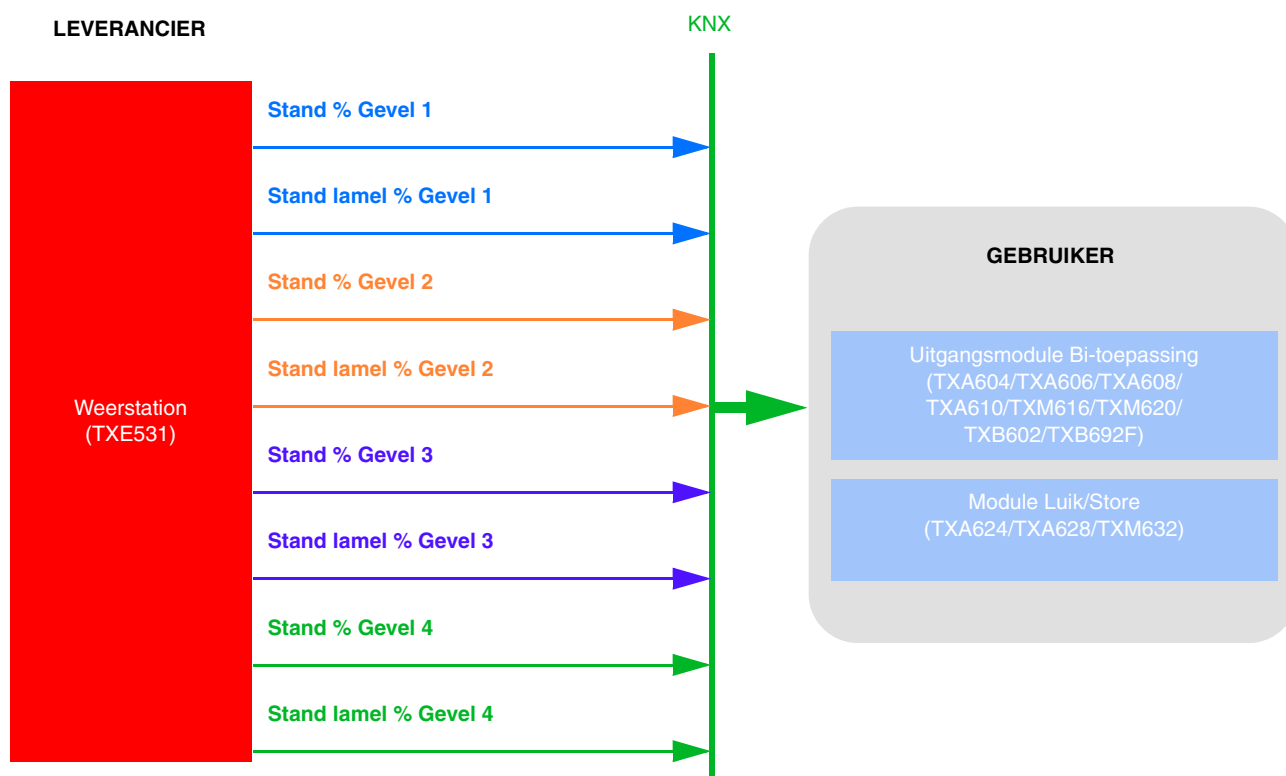 LEVERANCIER
KNX
Stand % Gevel 1
Stand lamel % Gevel 1
Stand % Gevel 2
Stand lamel % Gevel 2
Stand % Gevel 3
Stand lamel % Gevel 3
Stand % Gevel 4
Stand lamel % Gevel 4
Weerstation
(TXE531)
GEBRUIKER
Uitgangsmodule Bi-toepassing
(TXA604/TXA606/TXA608/
TXA610/TXM616/TXM620/
TXB602/TXB692F)
Module Luik/Store
(TXA624/TXA628/TXM632)